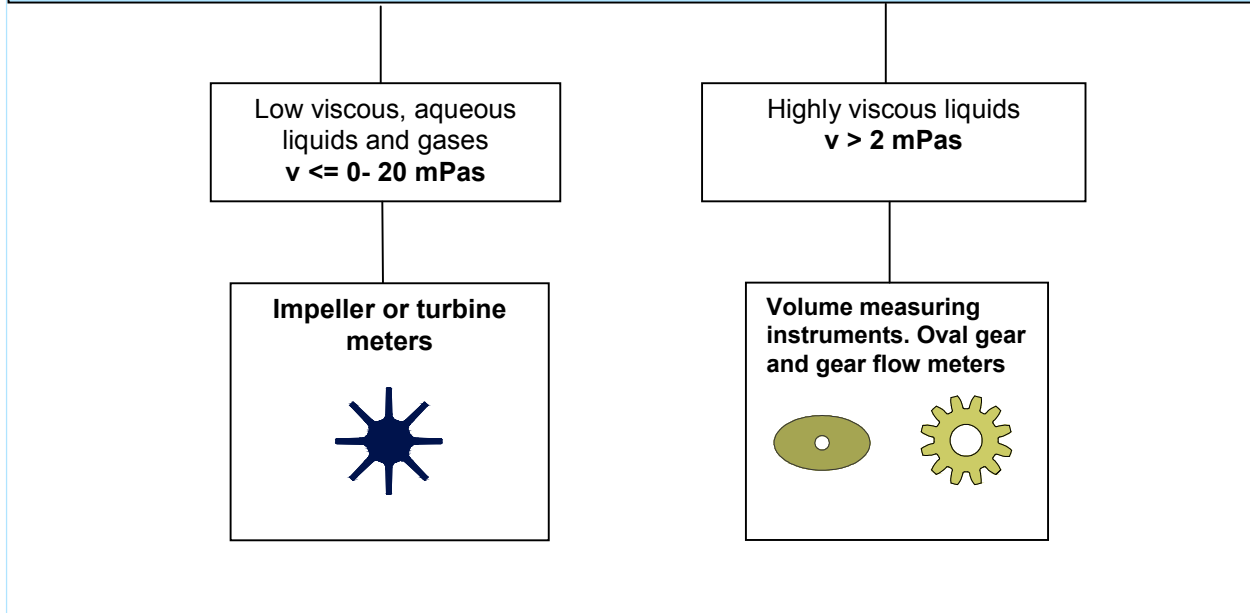 Low viscous, aqueous
liquids and gases
v <= 0- 20 mPas
Highly viscous liquids
v > 2 mPas
Impeller or turbine
meters
Volume measuring
instruments. Oval gear
and gear flow meters